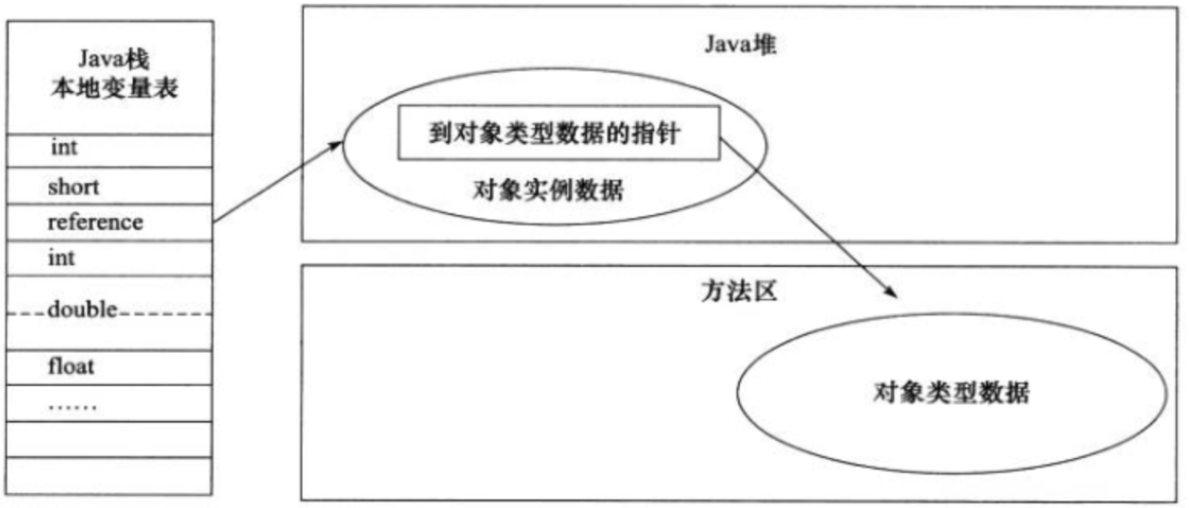 Java栈
本地变量表
int
short
reference
int
double
float
……
Java堆
到对象类型数据的指针
对象实例数据
方法区
对象类型数据